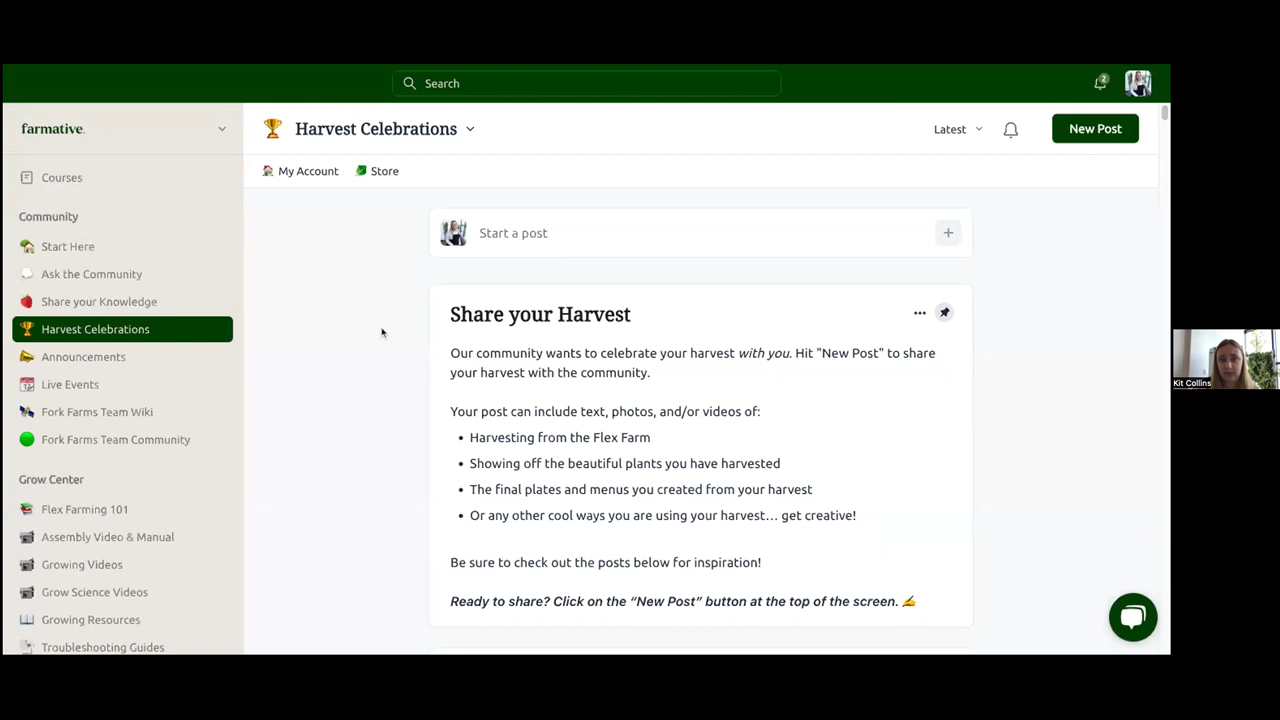 Search
2
farmative.
Harvest Celebrations
Latest
New Post
My Account
Store
Courses
Community
Start Here
Ask the Community
Share your Knowledge
Harvest Celebrations
Announcements
Live Events
Fork Farms Team Wiki
Fork Farms Team Community
Grow Center
Flex Farming 101
Assembly Video & Manual
Growing Videos
Grow Science Videos
Growing Resources
Troubleshooting Guides
Start a post
Share your Harvest
Our community wants to celebrate your harvest with you. Hit "New Post" to share
your harvest with the community.
Your post can include text, photos, and/or videos of:
• Harvesting from the Flex Farm
• Showing off the beautiful plants you have harvested
• The final plates and menus you created from your harvest
• Or any other cool ways you are using your harvest... get creative!
Be sure to check out the posts below for inspiration!
Ready to share? Click on the “New Post” button at the top of the screen. ✍️
Kit Collins